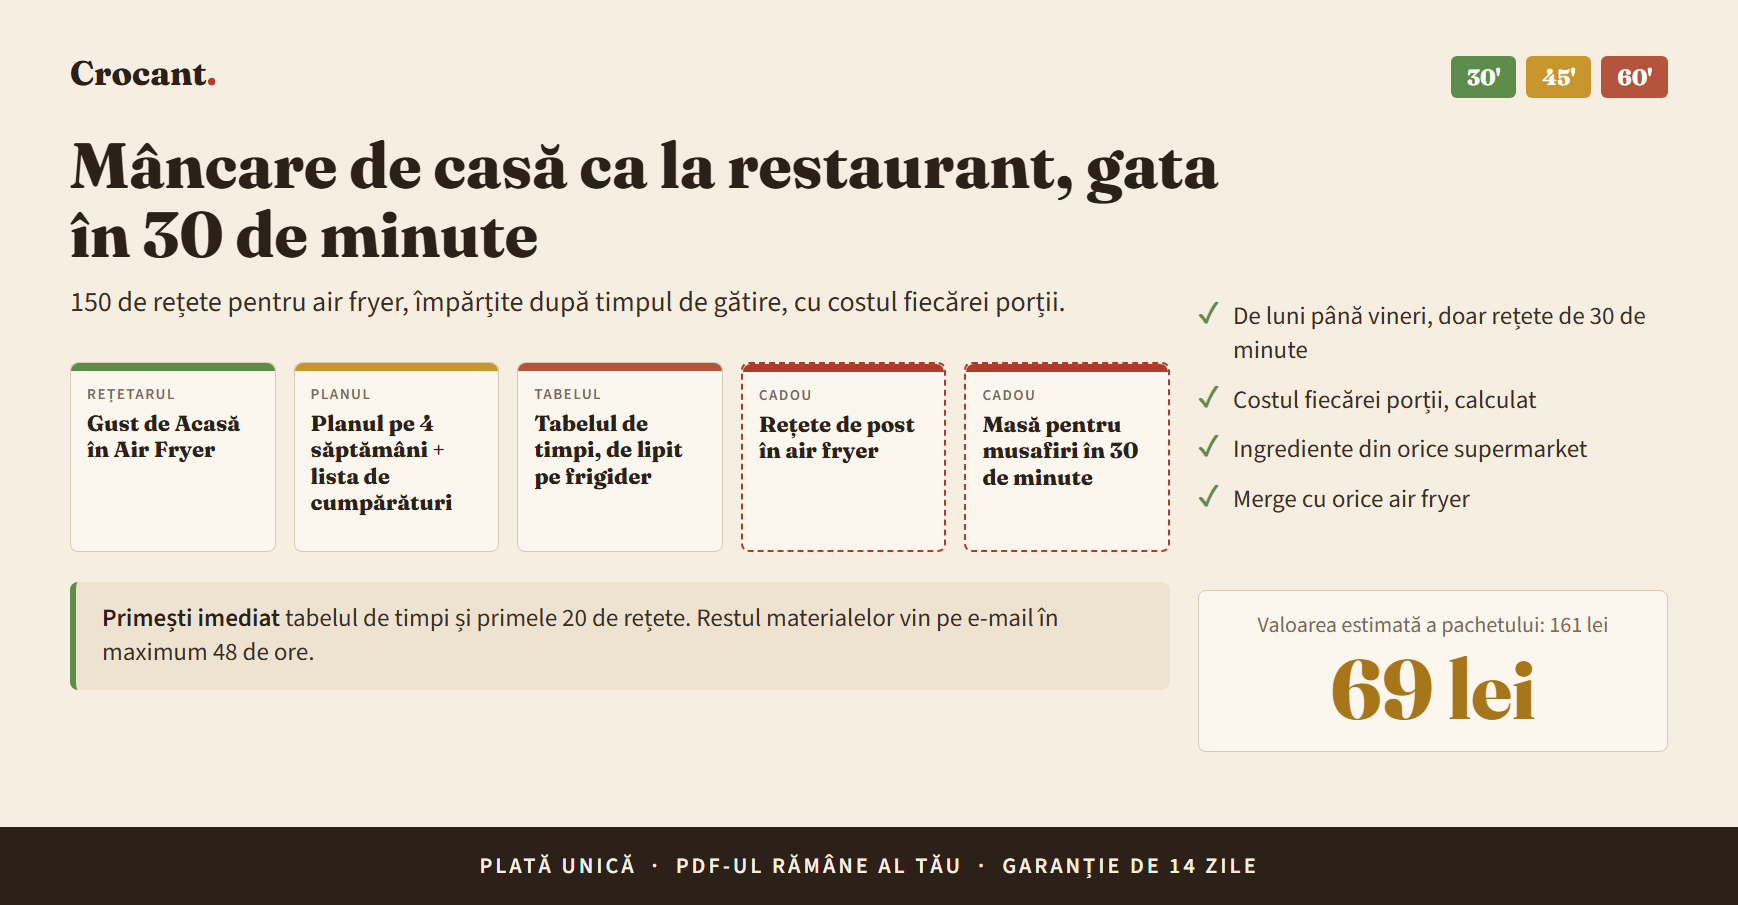 Crocant.
30'
45'
60'
Mâncare de casă ca la restaurant, gata
în 30 de minute
150 de rețete pentru air fryer, împărțite după timpul de gătire, cu costul fiecărei porții.
REȚETARUL
Gust de Acasă
în Air Fryer
PLANUL
Planul pe 4
săptămâni +
lista de
cumpărături
TABELUL
Tabelul de
timpi, de lipit
pe frigider
CADOU
Rețete de post
în air fryer
CADOU
Masă pentru
musafiri în 30
de minute
✓ De luni până vineri, doar rețete de 30 de
minute
✓ Costul fiecărei porții, calculat
✓ Ingrediente din orice supermarket
✓ Merge cu orice air fryer
Primești imediat tabelul de timpi și primele 20 de rețete. Restul materialelor vin pe e-mail în
maximum 48 de ore.
Valoarea estimată a pachetului: 161 lei
69 lei
PLATĂ UNICĂ · PDF-UL RĂMÂNE AL TĂU · GARANȚIE DE 14 ZILE